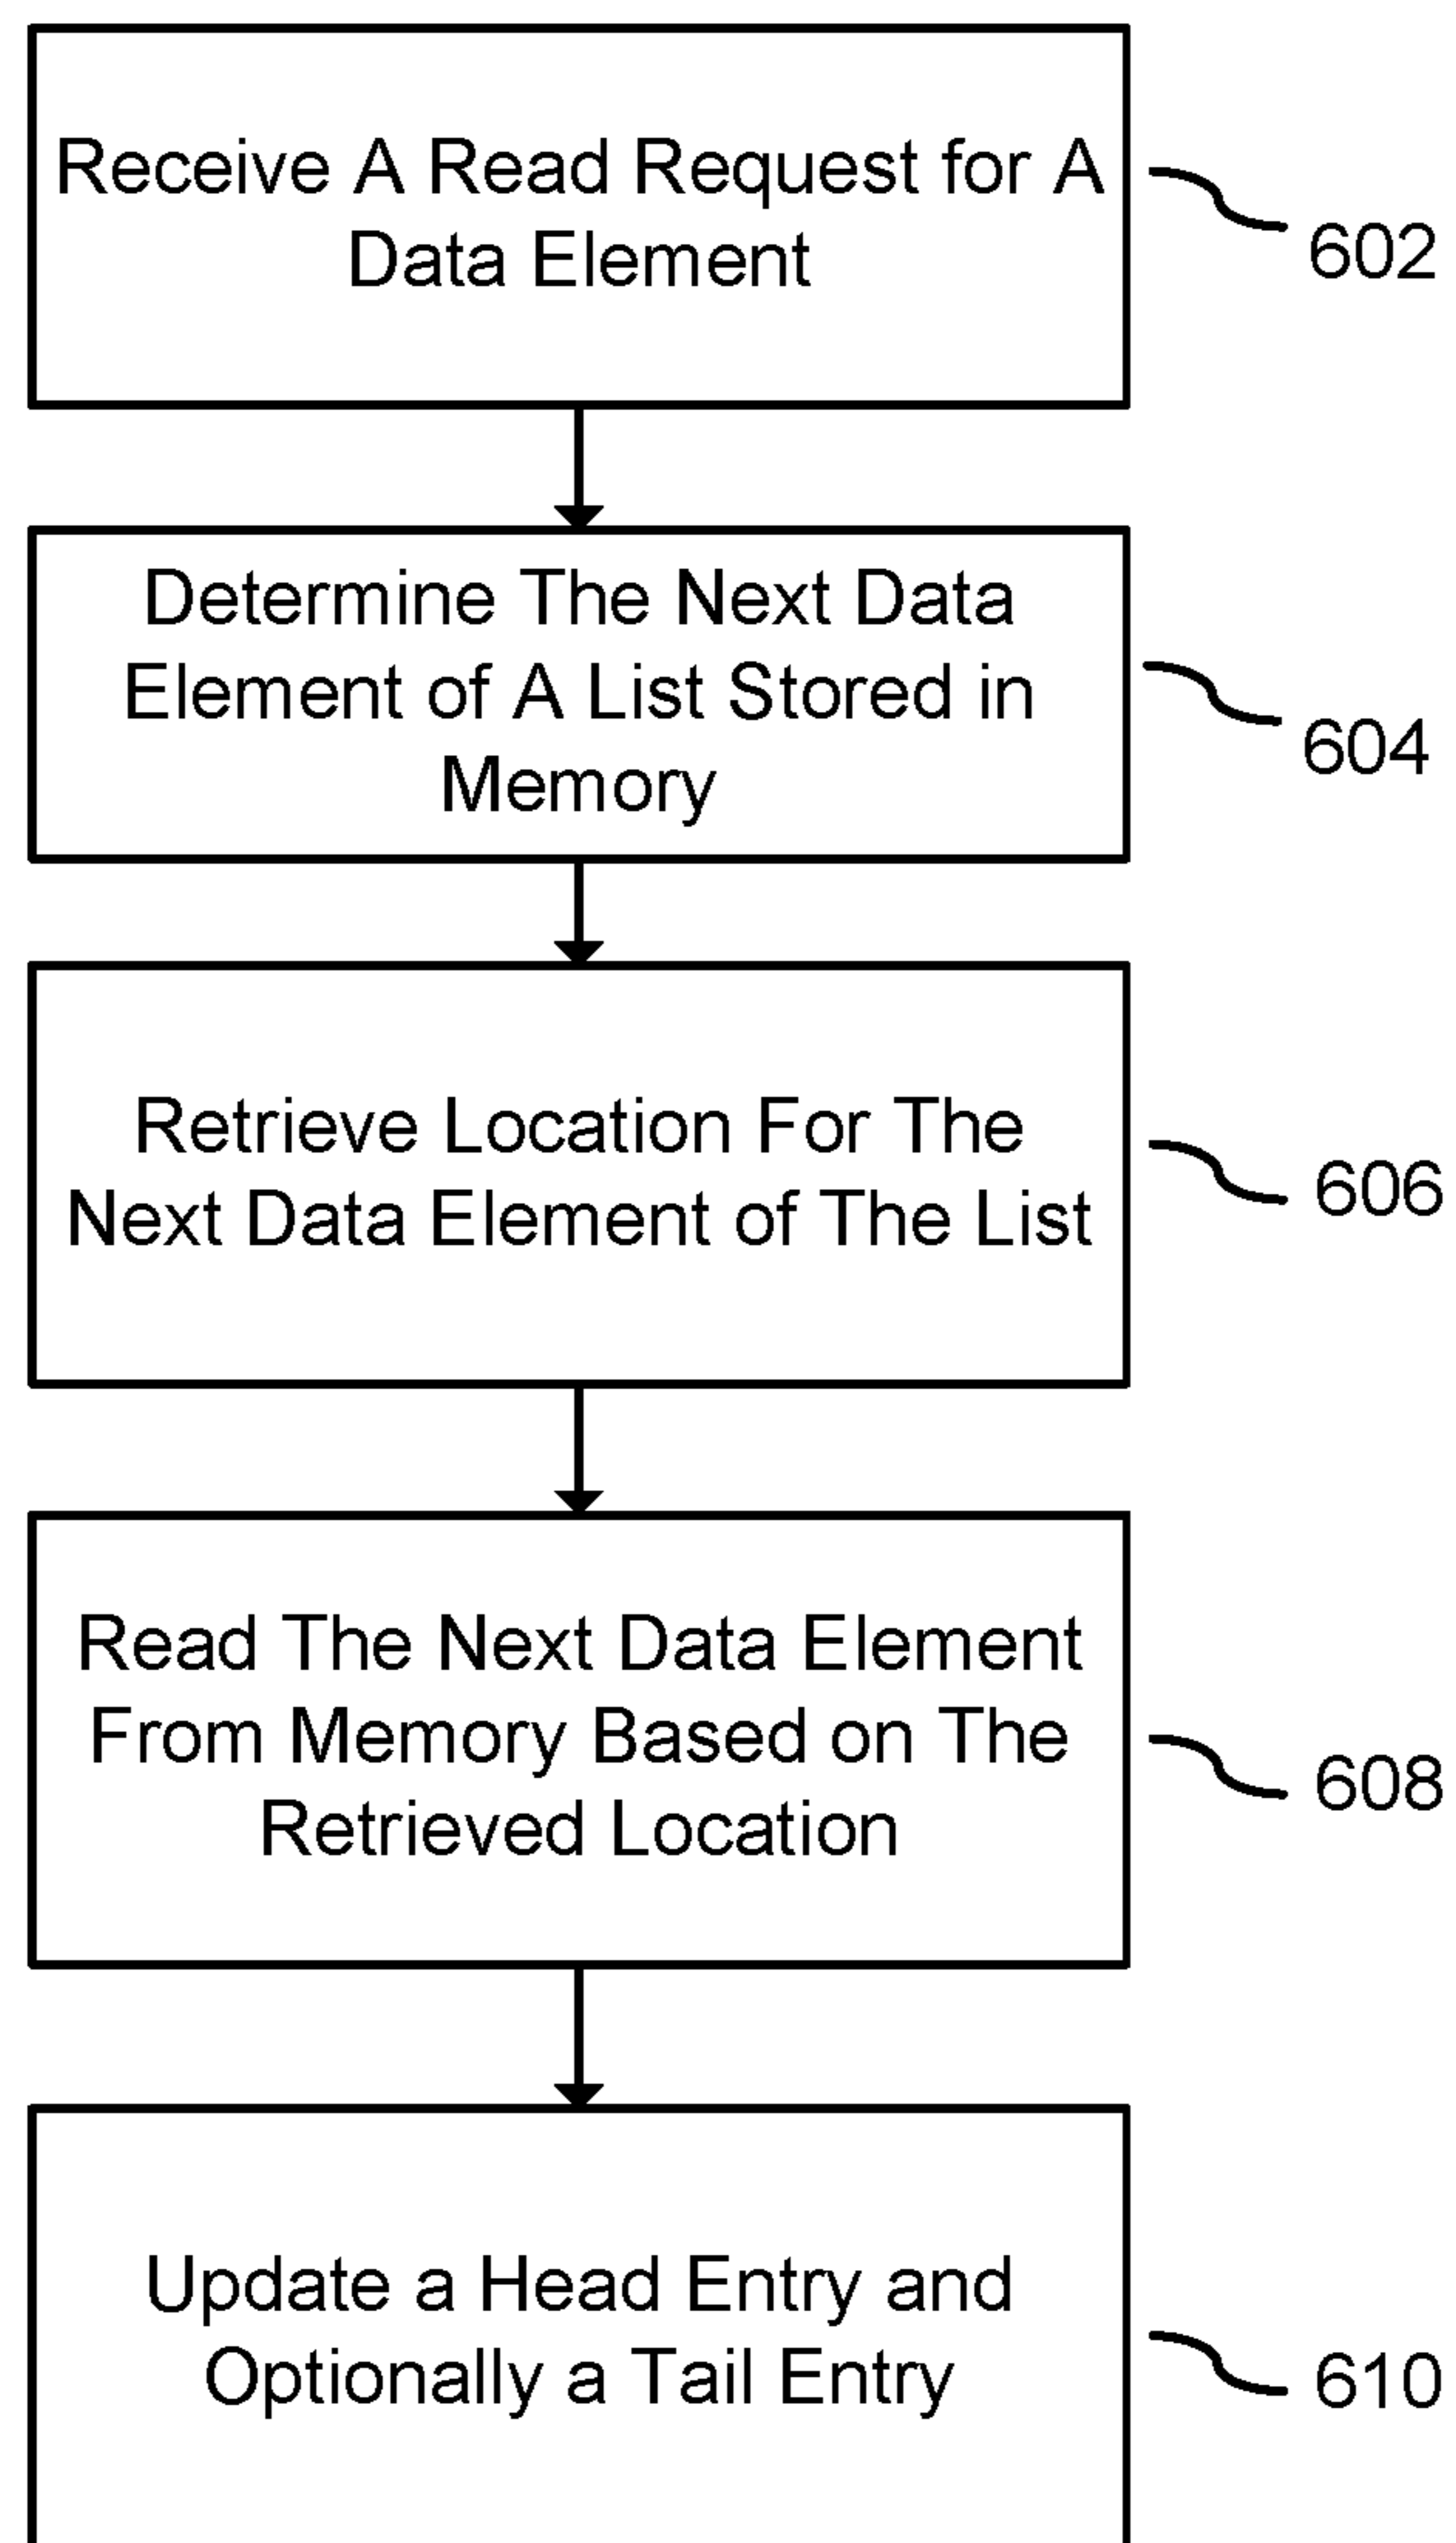 Receive A Read Request for A
Data Element
602
Determine The Next Data
Element of A List Stored in
Memory
604
Retrieve Location For The
Next Data Element of The List
606
Read The Next Data Element
From Memory Based on The
Retrieved Location
608
Update a Head Entry and
Optionally a Tail Entry
610